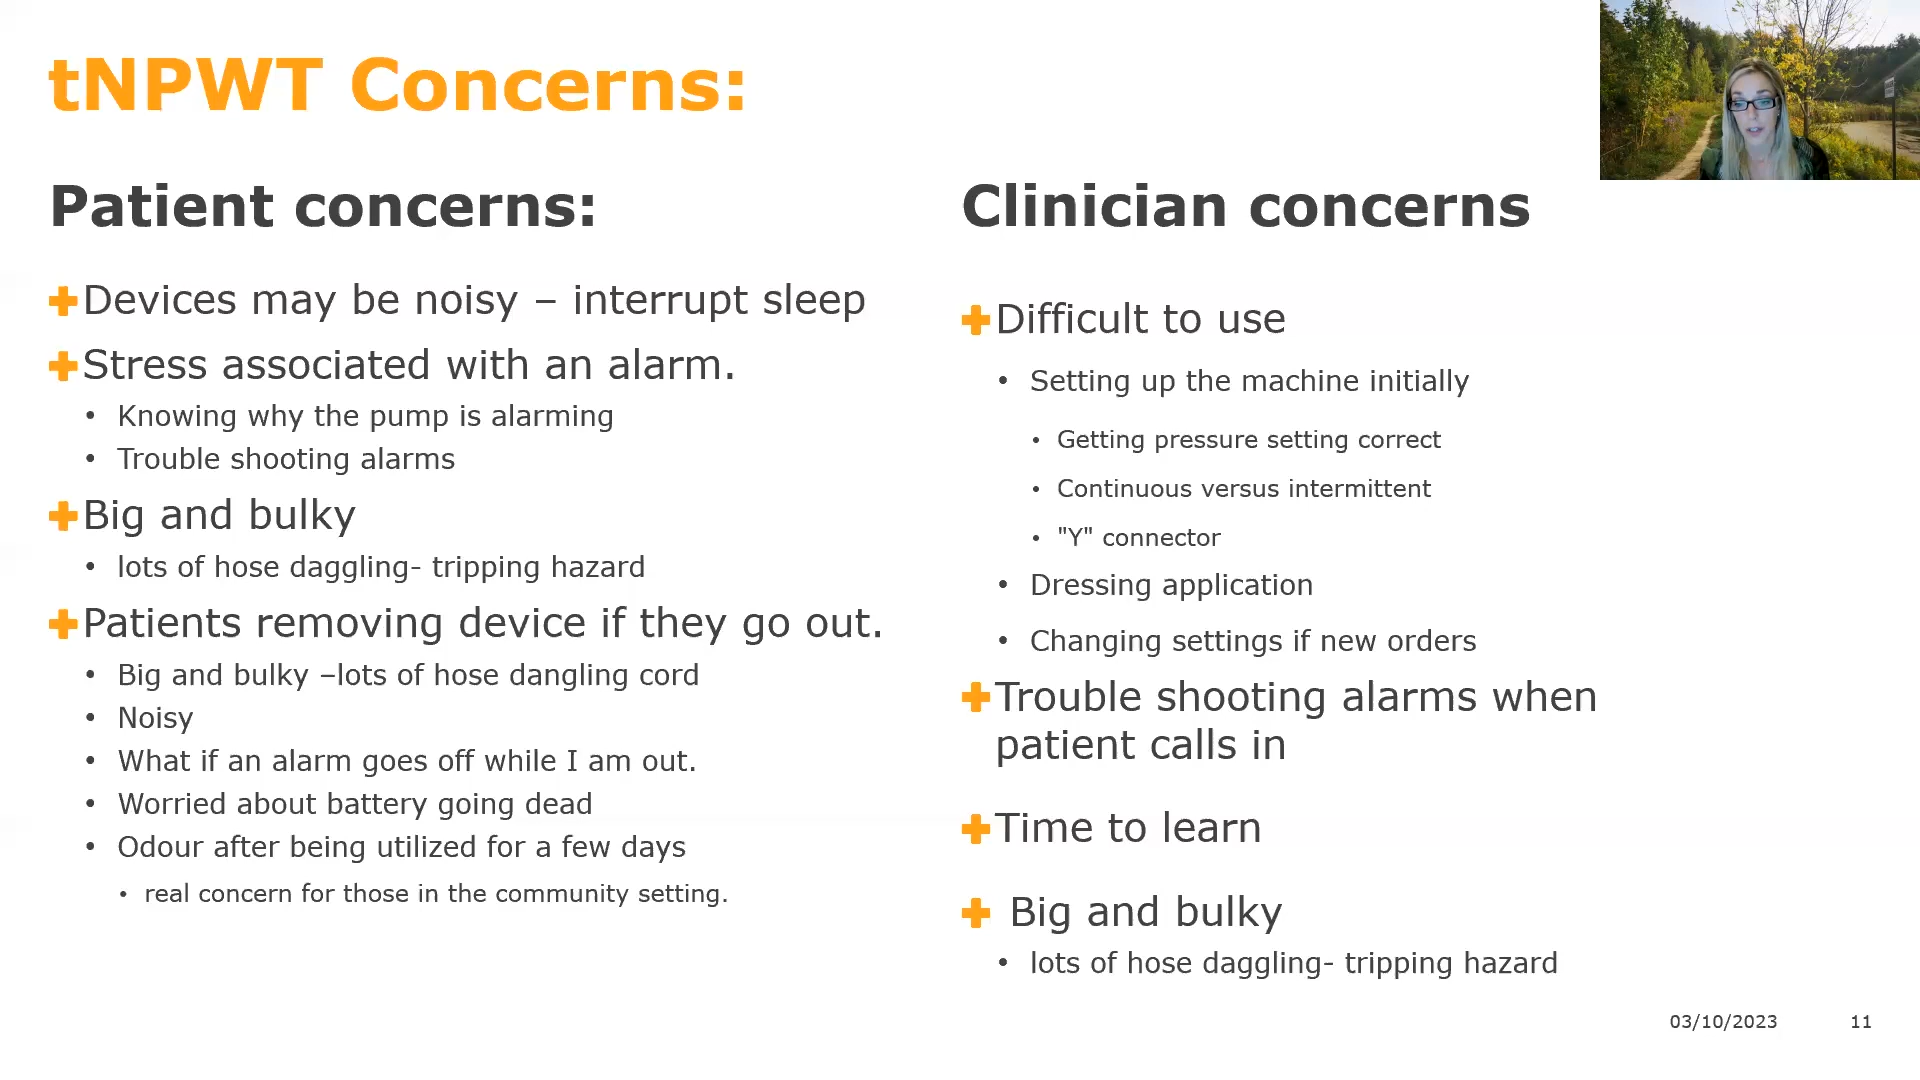 tNPWT Concerns:
Patient concerns:
Devices may be noisy – interrupt sleep
Stress associated with an alarm.
• Knowing why the pump is alarming
• Trouble shooting alarms
Big and bulky
• lots of hose daggling- tripping hazard
Patients removing device if they go out.
• Big and bulky –lots of hose dangling cord
• Noisy
• What if an alarm goes off while I am out.
• Worried about battery going dead
• Odour after being utilized for a few days
• real concern for those in the community setting.
Clinician concerns
Difficult to use
• Setting up the machine initially
• Getting pressure setting correct
• Continuous versus intermittent
• "Y" connector
• Dressing application
• Changing settings if new orders
Trouble shooting alarms when
patient calls in
Time to learn
Big and bulky
• lots of hose daggling- tripping hazard
03/10/2023
11